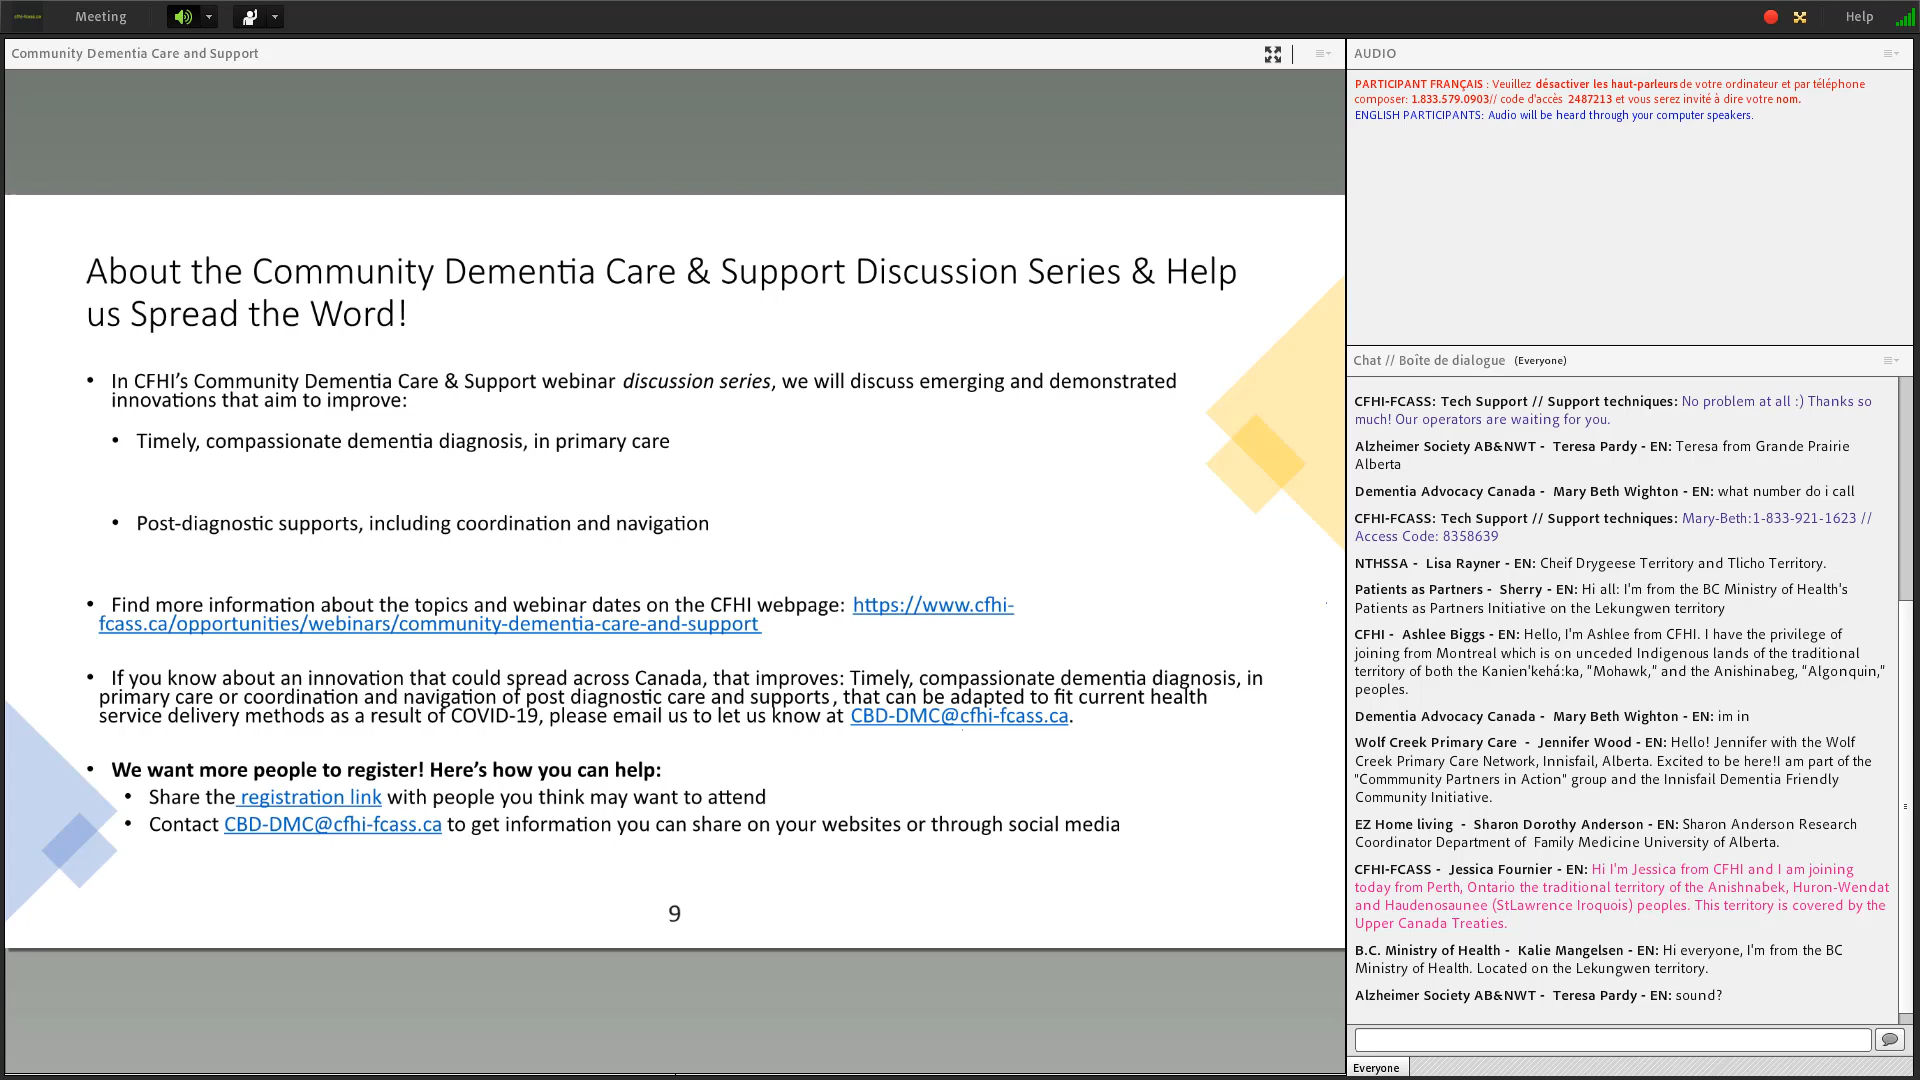 cfhi-fcass.ca
Meeting
Help
Community Dementia Care and Support
About the Community Dementia Care & Support Discussion Series & Help
us Spread the Word!
• In CFHI’s Community Dementia Care & Support webinar discussion series, we will discuss emerging and demonstrated
innovations that aim to improve:
• Timely, compassionate dementia diagnosis, in primary care
• Post-diagnostic supports, including coordination and navigation
• Find more information about the topics and webinar dates on the CFHI webpage: https://www.cfhi-
fcass.ca/opportunities/webinars/community-dementia-care-and-support
• If you know about an innovation that could spread across Canada, that improves: Timely, compassionate dementia diagnosis, in
primary care or coordination and navigation of post diagnostic care and supports, that can be adapted to fit current health
service delivery methods as a result of COVID-19, please email us to let us know at CBD-DMC@cfhi-fcass.ca.
• We want more people to register! Here’s how you can help:
• Share the registration link with people you think may want to attend
• Contact CBD-DMC@cfhi-fcass.ca to get information you can share on your websites or through social media
9
AUDIO
PARTICIPANT FRANÇAIS : Veuillez désactiver les haut-parleurs de votre ordinateur et par téléphone
composer: 1.833.579.0903// code d'accès 2487213 et vous serez invité à dire votre nom.
ENGLISH PARTICIPANTS: Audio will be heard through your computer speakers.
Chat // Boîte de dialogue (Everyone)
CFHI-FCASS: Tech Support // Support techniques: No problem at all :) Thanks so
much! Our operators are waiting for you.
Alzheimer Society AB&NWT - Teresa Pardy - EN: Teresa from Grande Prairie
Alberta
Dementia Advocacy Canada - Mary Beth Wighton - EN: what number do i call
CFHI-FCASS: Tech Support // Support techniques: Mary-Beth:1-833-921-1623 //
Access Code: 8358639
NTHSSA - Lisa Rayner - EN: Cheif Drygeese Territory and Tlicho Territory.
Patients as Partners - Sherry - EN: Hi all: I'm from the BC Ministry of Health's
Patients as Partners Initiative on the Lekungwen territory
CFHI - Ashlee Biggs - EN: Hello, I'm Ashlee from CFHI. I have the privilege of
joining from Montreal which is on unceded Indigenous lands of the traditional
territory of both the Kanien'kehá:ka, "Mohawk," and the Anishinabeg, "Algonquin,"
peoples.
Dementia Advocacy Canada - Mary Beth Wighton - EN: im in
Wolf Creek Primary Care - Jennifer Wood - EN: Hello! Jennifer with the Wolf
Creek Primary Care Network, Innisfail, Alberta. Excited to be here!I am part of the
"Commmunity Partners in Action" group and the Innisfail Dementia Friendly
Community Initiative.
EZ Home living - Sharon Dorothy Anderson - EN: Sharon Anderson Research
Coordinator Department of Family Medicine University of Alberta.
CFHI-FCASS - Jessica Fournier - EN: Hi I'm Jessica from CFHI and I am joining
today from Perth, Ontario the traditional territory of the Anishnabek, Huron-Wendat
and Haudenosaunee (StLawrence Iroquois) peoples. This territory is covered by the
Upper Canada Treaties.
B.C. Ministry of Health - Kalie Mangelsen - EN: Hi everyone, I'm from the BC
Ministry of Health. Located on the Lekungwen territory.
Alzheimer Society AB&NWT - Teresa Pardy - EN: sound?
Everyone